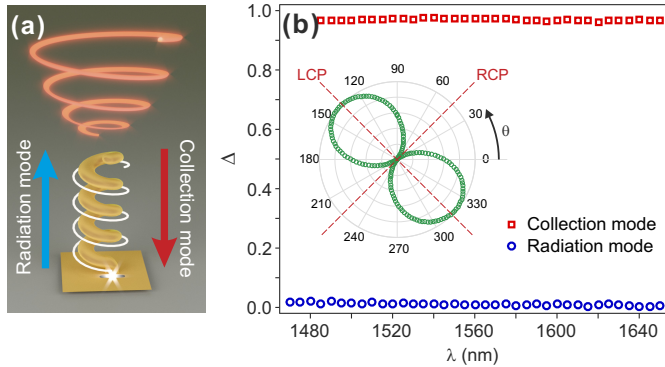 (a)
Radiation mode
Collection mode
(b)
1.0
0.8
0.6
0.4
0.2
0.0
Δ
LCP
RCP
90
60
30
0
330
300
270
240
210
180
150
120
θ
Collection mode
Radiation mode
1480
1520
1560
1600
1640
λ (nm)